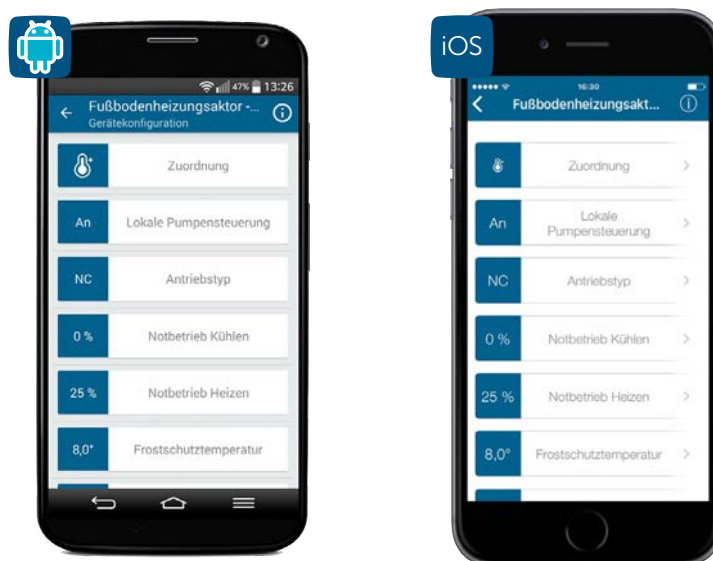 47% 13:26
Fußbodenheizungsaktor -...
Gerätekonfiguration
Zuordnung
An Lokale Pumpensteuerung
NC Antriebstyp
0 % Notbetrieb Kühlen
25 % Notbetrieb Heizen
8,0° Frostschutztemperatur
iOS
16:30
Fußbodenheizungsakt...
Zuordnung
An Lokale
Pumpensteuerung
NC Antriebstyp
0 % Notbetrieb Kühlen
25 % Notbetrieb Heizen
8,0° Frostschutztemperatur